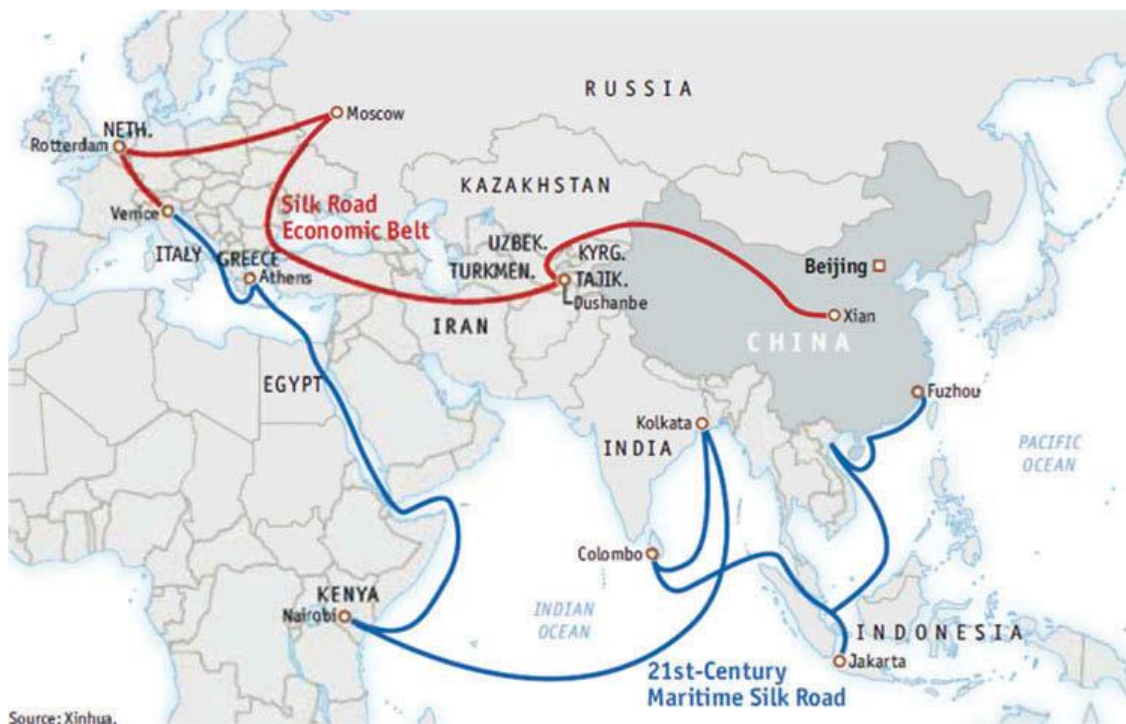 RUSSIA
Moscow
NETH.
Rotterdam
KAZAKHSTAN
Silk Road
Economic Belt
Venice
UZBEK.
KYRG.
ITALY
GREECE
TURKMEN.
TAJIK.
Beijing
Athens
Dushanbe
IRAN
Xian
CHINA
EGYPT
Fuzhou
Kolkata
INDIA
PACIFIC
OCEAN
Colombo
KENYA
Nairobi
INDIAN
OCEAN
INDONESIA
Jakarta
21st-Century
Maritime Silk Road
Source: Xinhua.